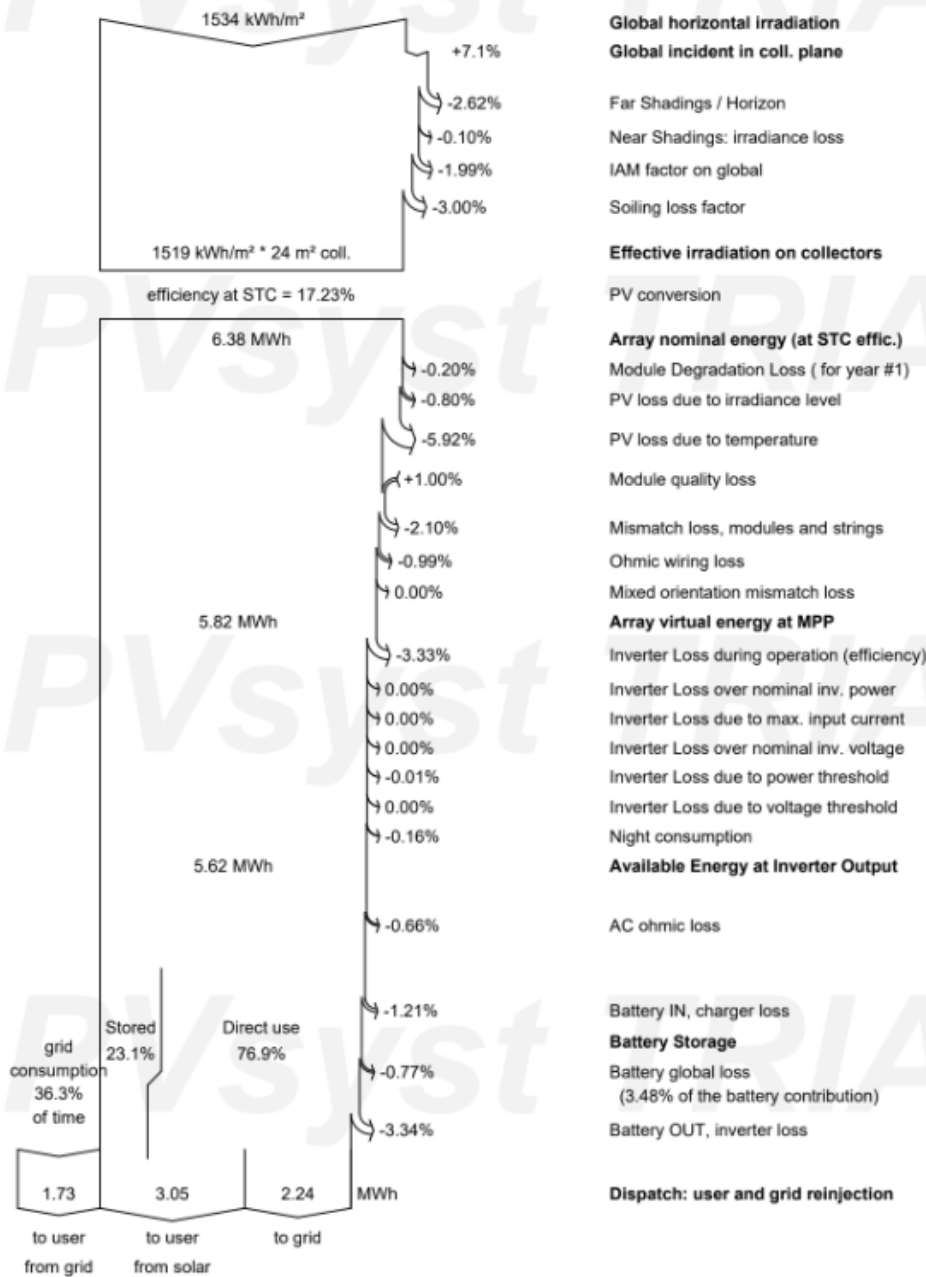 PVsyst TRIAL
1534 kWh/m²
Global horizontal irradiation
+7.1%
Global incident in coll. plane
-2.62%
Far Shadings / Horizon
-0.10%
Near Shadings: irradiance loss
-1.99%
IAM factor on global
-3.00%
Soiling loss factor
1519 kWh/m² * 24 m² coll.
Effective irradiation on collectors
efficiency at STC = 17.23%
PV conversion
PVsyst TRIA
6.38 MWh
Array nominal energy (at STC effic.)
-0.20%
Module Degradation Loss ( for year #1)
-0.80%
PV loss due to irradiance level
-5.92%
PV loss due to temperature
+1.00%
Module quality loss
-2.10%
Mismatch loss, modules and strings
-0.99%
Ohmic wiring loss
0.00%
Mixed orientation mismatch loss
5.82 MWh
Array virtual energy at MPP
-3.33%
Inverter Loss during operation (efficiency)
PVsyst TRIA
0.00%
Inverter Loss over nominal inv. power
0.00%
Inverter Loss due to max. input current
0.00%
Inverter Loss over nominal inv. voltage
-0.01%
Inverter Loss due to power threshold
0.00%
Inverter Loss due to voltage threshold
-0.16%
Night consumption
5.62 MWh
Available Energy at Inverter Output
-0.66%
AC ohmic loss
-1.21%
Battery IN, charger loss
PVsyst TRIA
Stored
23.1%
Direct use
76.9%
Battery Storage
grid
consumption
36.3%
of time
-0.77%
Battery global loss
(3.48% of the battery contribution)
-3.34%
Battery OUT, inverter loss
1.73
3.05
2.24
MWh
Dispatch: user and grid reinjection
to user
from grid
to user
from solar
to grid